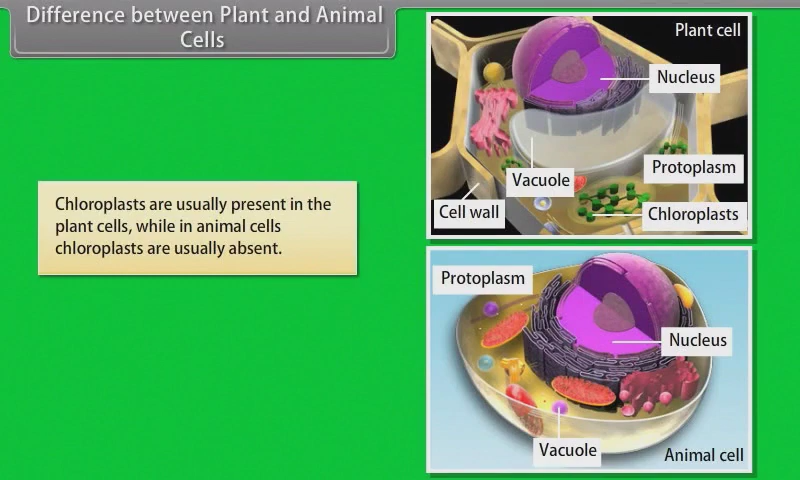 Difference between Plant and Animal
Cells
Chloroplasts are usually present in the
plant cells, while in animal cells
chloroplasts are usually absent.
Plant cell
Nucleus
Protoplasm
Vacuole
Cell wall
Chloroplasts
Protoplasm
Nucleus
Vacuole
Animal cell